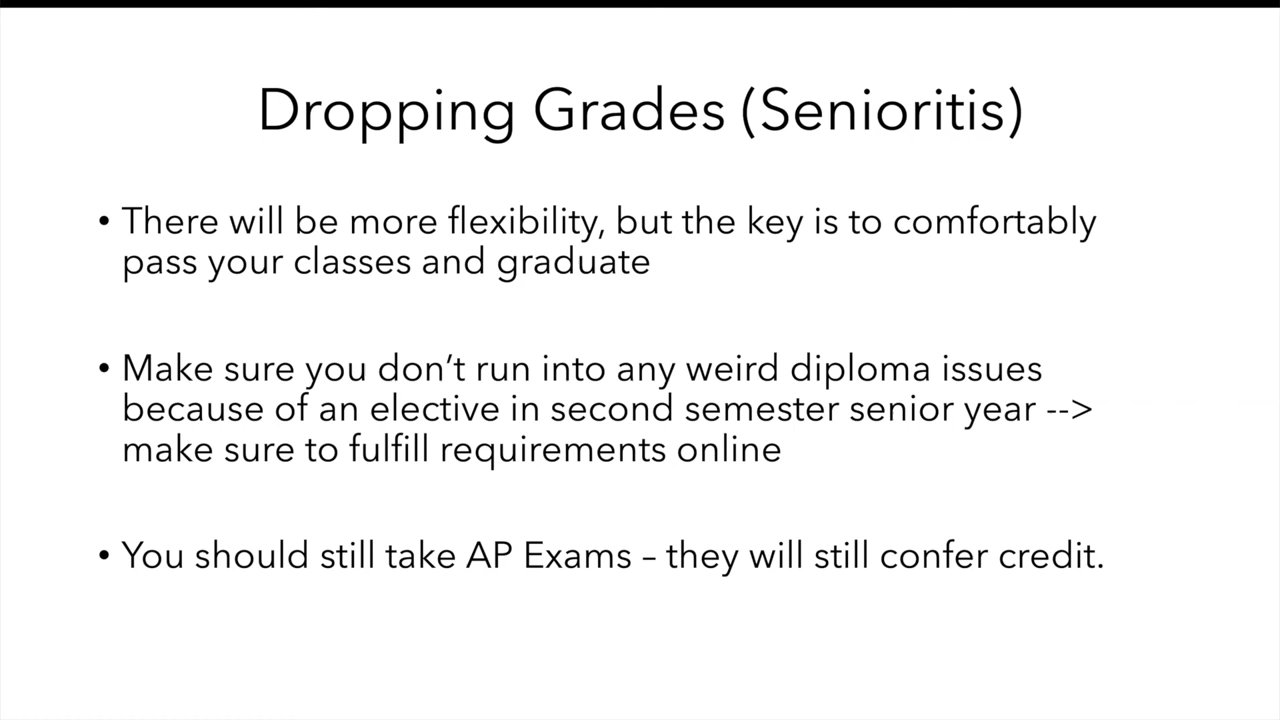 Dropping Grades (Senioritis)
• There will be more flexibility, but the key is to comfortably
pass your classes and graduate
• Make sure you don’t run into any weird diploma issues
because of an elective in second semester senior year -->
make sure to fulfill requirements online
• You should still take AP Exams – they will still confer credit.